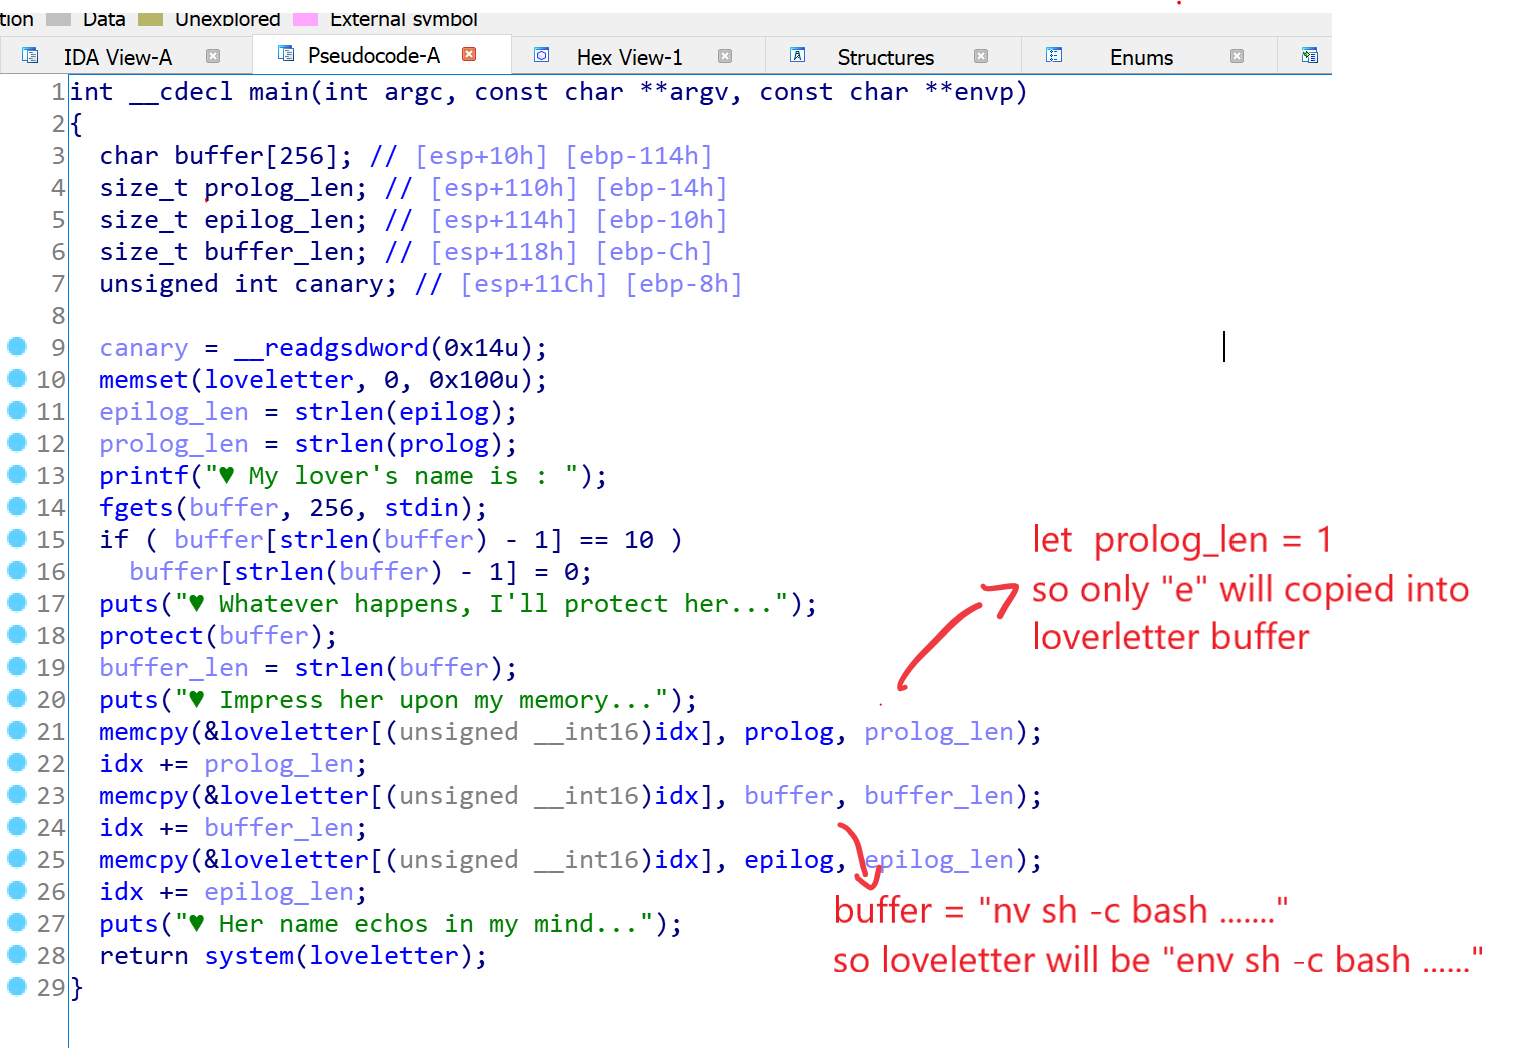 tion Data Unexplored External symbol
IDA View-A Pseudocode-A Hex View-1 Structures Enums
1 int __cdecl main(int argc, const char **argv, const char **envp)
2 {
3 char buffer[256]; // [esp+10h] [ebp-114h]
4 size_t prolog_len; // [esp+110h] [ebp-14h]
5 size_t epilog_len; // [esp+114h] [ebp-10h]
6 size_t buffer_len; // [esp+118h] [ebp-Ch]
7 unsigned int canary; // [esp+11Ch] [ebp-8h]
8
9 canary = __readgsdword(0x14u);
10 memset(loveletter, 0, 0x100u);
11 epilog_len = strlen(epilog);
12 prolog_len = strlen(prolog);
13 printf("♥ My lover's name is : ");
14 fgets(buffer, 256, stdin);
15 if ( buffer[strlen(buffer) - 1] == 10 )
16 buffer[strlen(buffer) - 1] = 0;
17 puts("♥ Whatever happens, I'll protect her...");
18 protect(buffer);
19 buffer_len = strlen(buffer);
20 puts("♥ Impress her upon my memory...");
21 memcpy(&loveletter[(unsigned __int16)idx], prolog, prolog_len);
22 idx += prolog_len;
23 memcpy(&loveletter[(unsigned __int16)idx], buffer, buffer_len);
24 idx += buffer_len;
25 memcpy(&loveletter[(unsigned __int16)idx], epilog, epilog_len);
26 idx += epilog_len;
27 puts("♥ Her name echos in my mind...");
28 return system(loveletter);
29 }
let prolog_len = 1
so only "e" will copied into
loverletter buffer
buffer = "nv sh -c bash ......."
so loveletter will be "env sh -c bash ......"